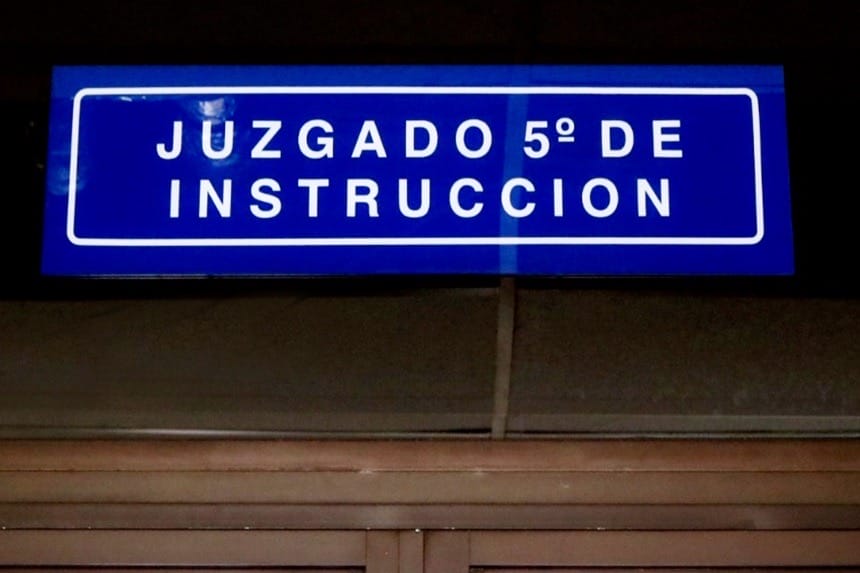 JUZGADO 5º DE
INSTRUCCION